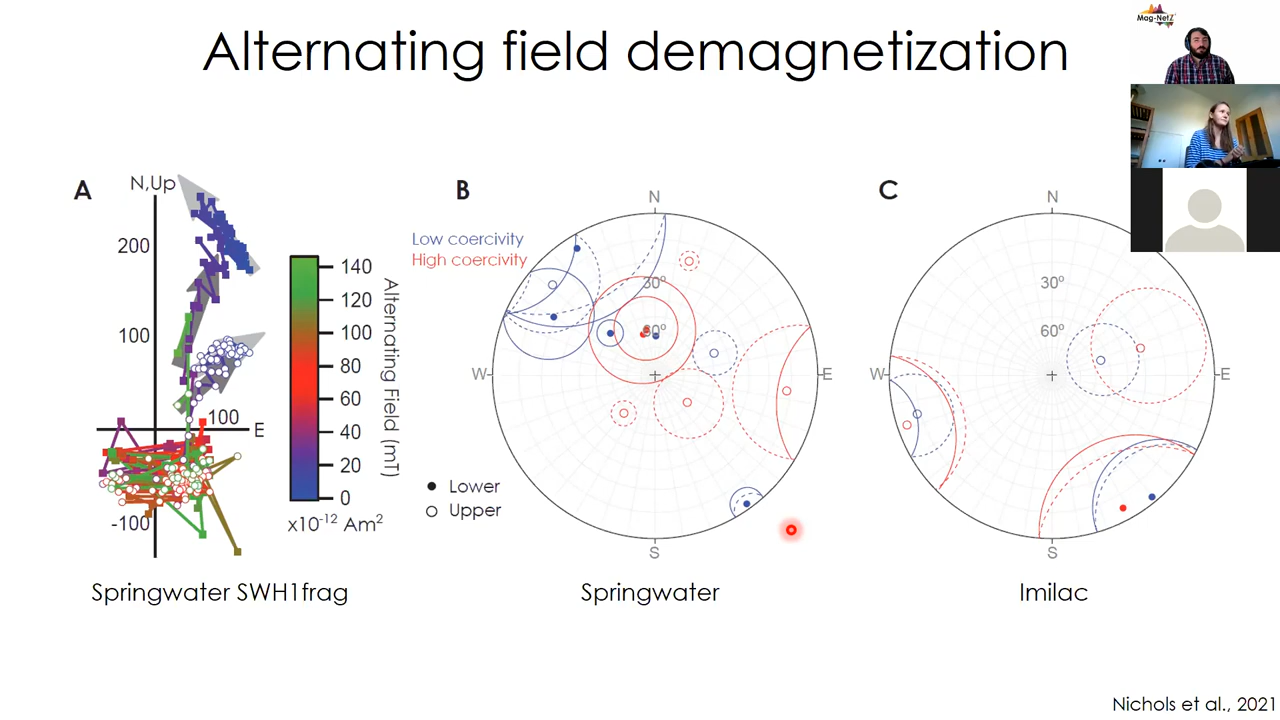 Alternating field demagnetization
Mag-NetZ
A
N,Up
200
100
100
E
-100
140
120
100
80
60
40
20
0
Alternating Field (mT)
x10-12 Am2
Springwater SWH1frag
B
Low coercivity
High coercivity
N
30°
60°
W
E
S
Lower
Upper
Springwater
C
N
30°
60°
W
E
S
Imilac
Nichols et al., 2021